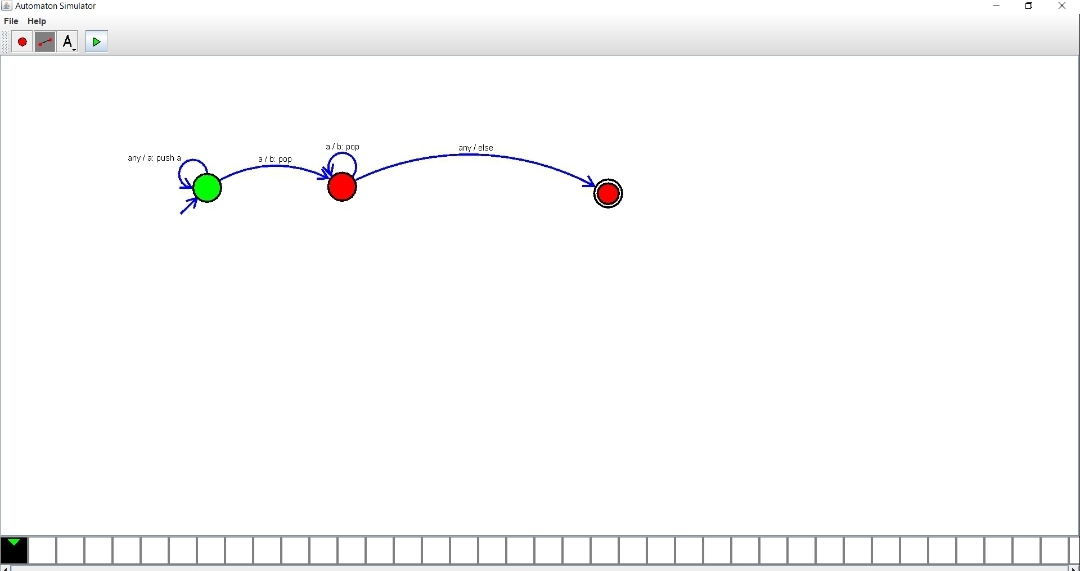 Automaton Simulator
File Help
A
a / b: pop
any / else
any / a: push a
a / b: pop